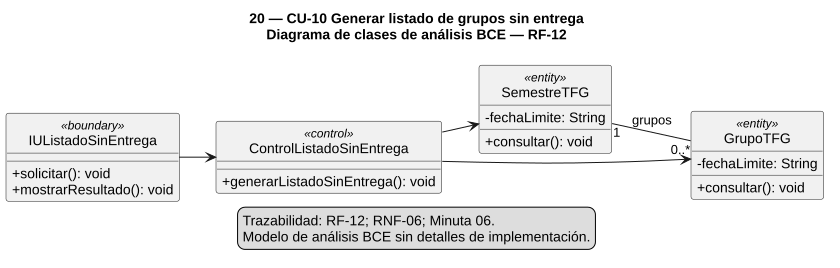 20 — CU-10 Generar listado de grupos sin entrega
Diagrama de clases de análisis BCE — RF-12
«boundary»
IUListadoSinEntrega
+solicitar(): void
+mostrarResultado(): void
«control»
ControlListadoSinEntrega
+generarListadoSinEntrega(): void
«entity»
SemestreTFG
-fechaLimite: String
+consultar(): void
grupos
1
0..*
«entity»
GrupoTFG
-fechaLimite: String
+consultar(): void
Trazabilidad: RF-12; RNF-06; Minuta 06.
Modelo de análisis BCE sin detalles de implementación.